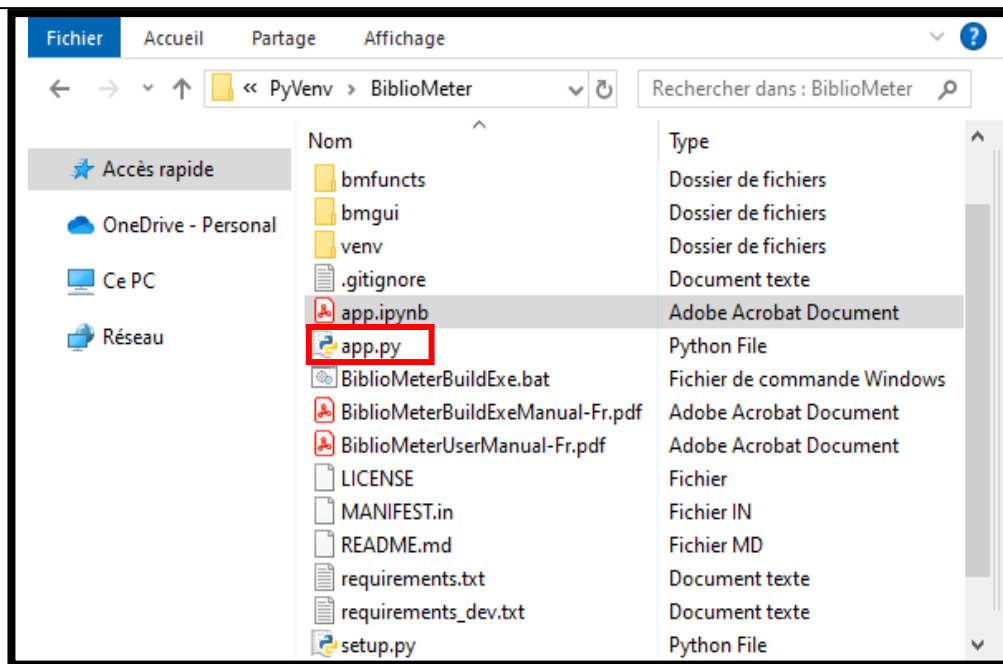 Fichier Accueil Partage Affichage ?
« PyVenv > BiblioMeter Rechercher dans : BiblioMeter
Nom Type
Accès rapide
OneDrive - Personal
Ce PC
Réseau
bmfuncts Dossier de fichiers
bmgui Dossier de fichiers
venv Dossier de fichiers
.gitignore Document texte
app.ipynb Adobe Acrobat Document
app.py Python File
BiblioMeterBuildExe.bat Fichier de commande Windows
BiblioMeterBuildExeManual-Fr.pdf Adobe Acrobat Document
BiblioMeterUserManual-Fr.pdf Adobe Acrobat Document
LICENSE Fichier
MANIFEST.in Fichier IN
README.md Fichier MD
requirements.txt Document texte
requirements_dev.txt Document texte
setup.py Python File